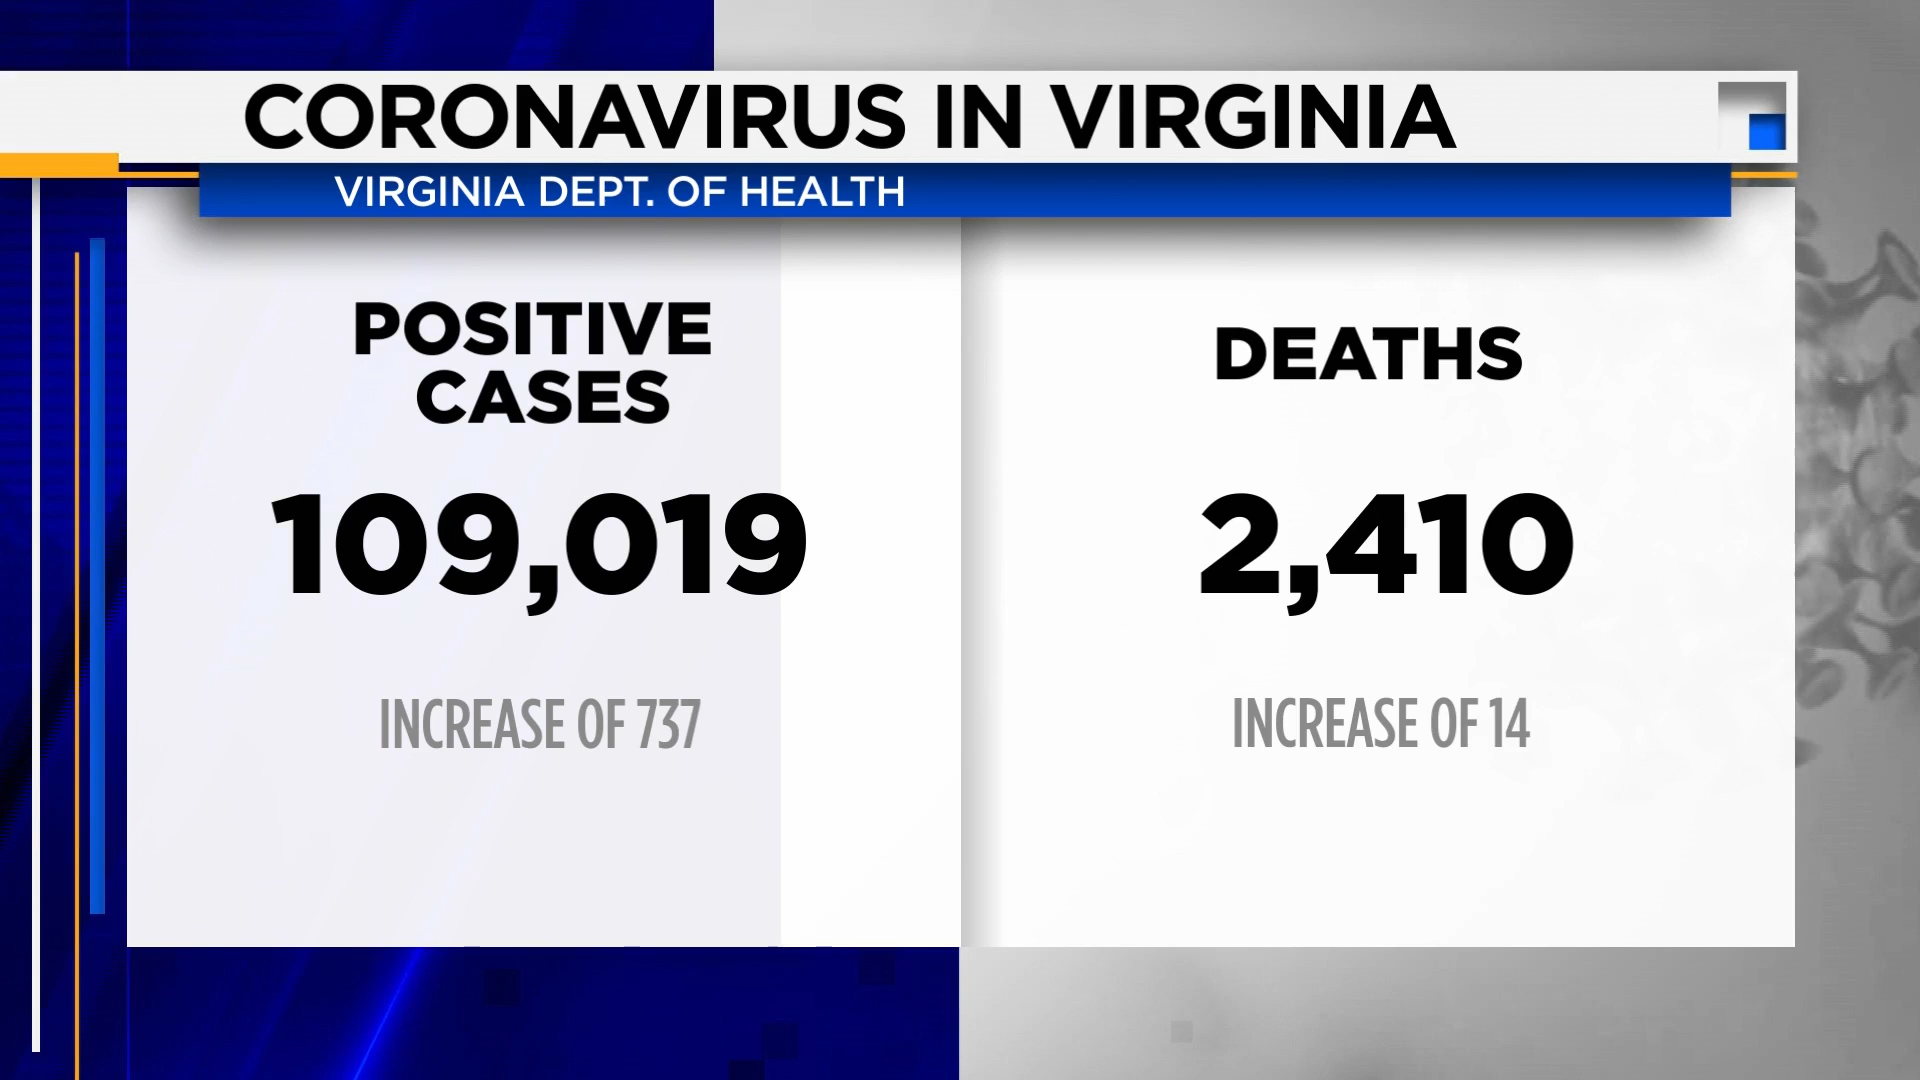 CORONAVIRUS IN VIRGINIA
VIRGINIA DEPT. OF HEALTH
POSITIVE
CASES
109,019
INCREASE OF 737
DEATHS
2,410
INCREASE OF 14